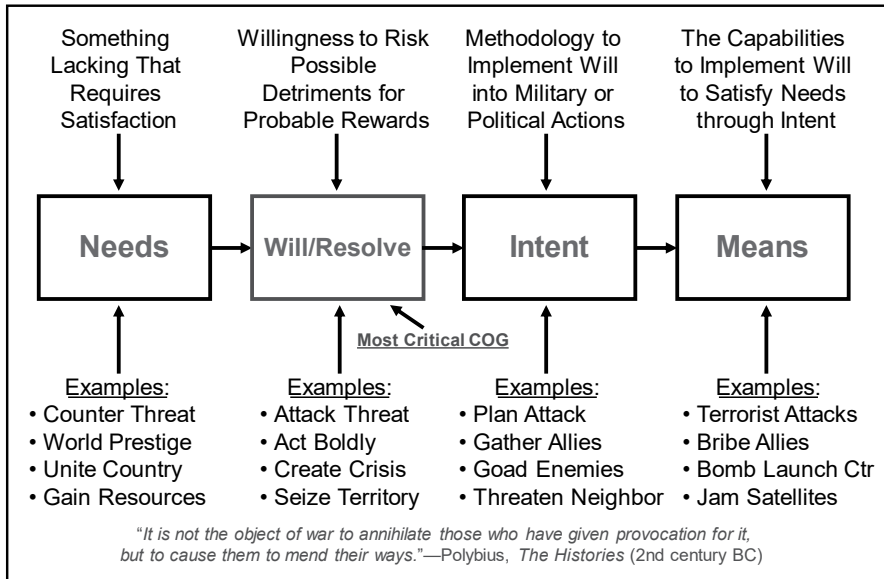 Something
Lacking That
Requires
Satisfaction
Willingness to Risk
Possible
Detriments for
Probable Rewards
Methodology to
Implement Will
into Military or
Political Actions
The Capabilities
to Implement Will
to Satisfy Needs
through Intent
Needs
Will/Resolve
Intent
Means
Most Critical COG
Examples:
• Counter Threat
• World Prestige
• Unite Country
• Gain Resources
Examples:
• Attack Threat
• Act Boldly
• Create Crisis
• Seize Territory
Examples:
• Plan Attack
• Gather Allies
• Goad Enemies
• Threaten Neighbor
Examples:
• Terrorist Attacks
• Bribe Allies
• Bomb Launch Ctr
• Jam Satellites
“It is not the object of war to annihilate those who have given provocation for it,
but to cause them to mend their ways.”—Polybius, The Histories (2nd century BC)